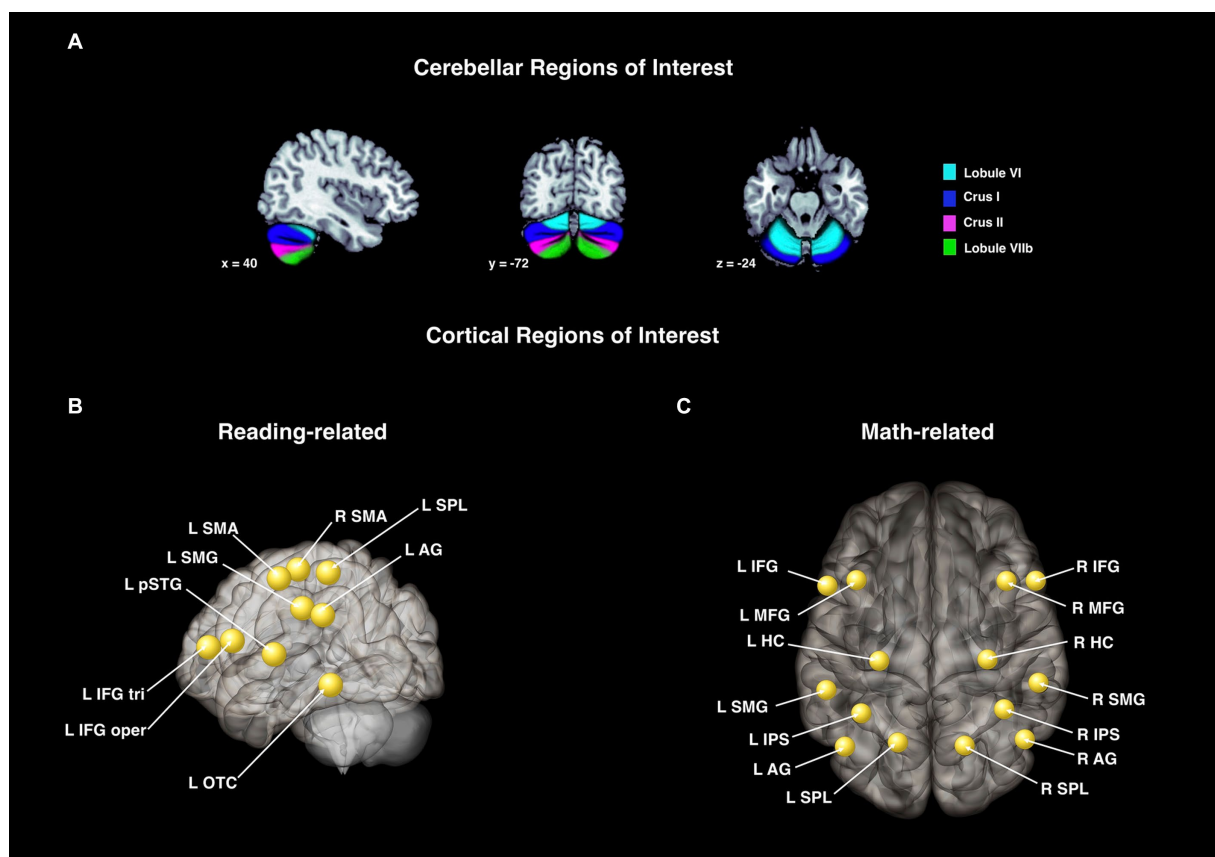 A
Cerebellar Regions of Interest
Lobule VI
Crus I
Crus II
Lobule VIIb
x = 40
y = -72
z = -24
Cortical Regions of Interest
B
Reading-related
L SPL
R SMA
L SMA
L AG
L SMG
L pSTG
L IFG tri
L IFG oper
L OTC
C
Math-related
L IFG
R IFG
L MFG
R MFG
L HC
R HC
L SMG
R SMG
L IPS
R IPS
L AG
R AG
L SPL
R SPL